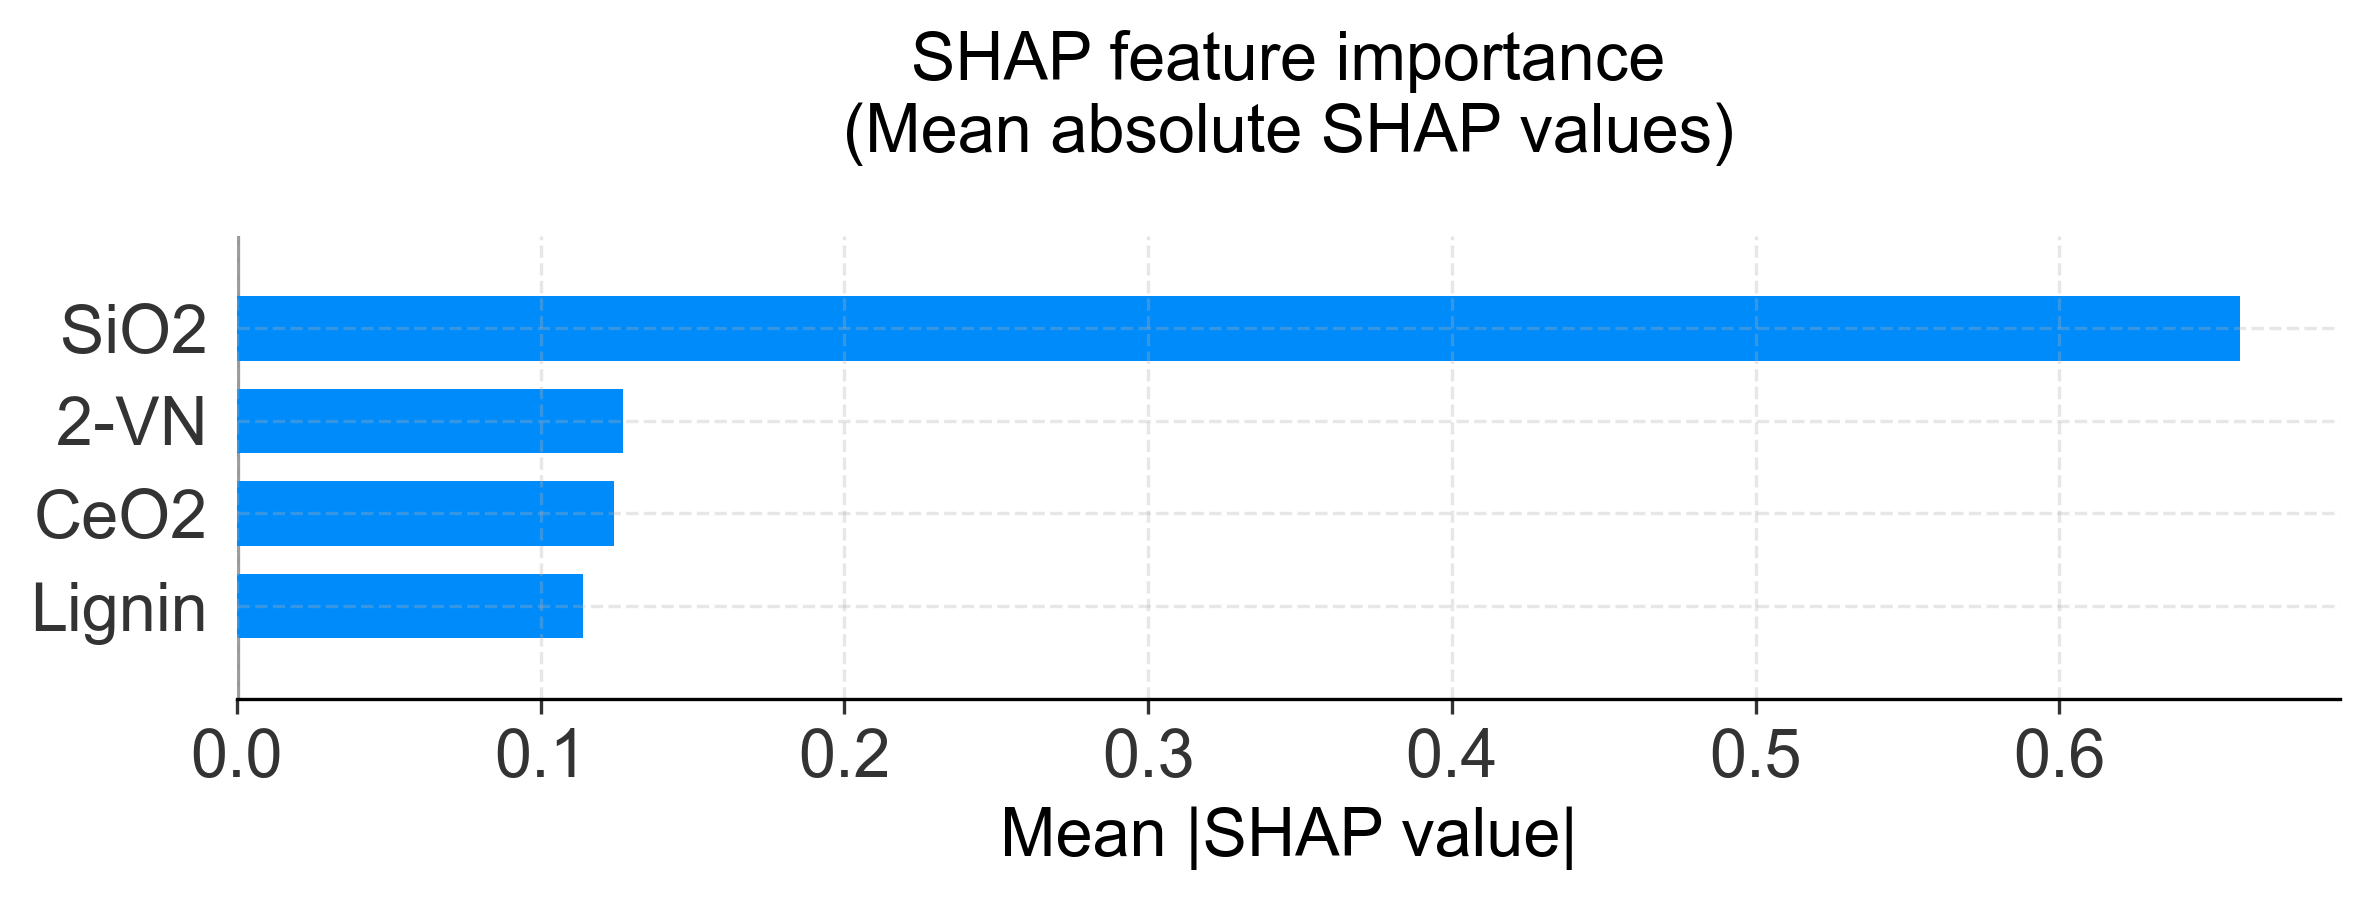 SHAP feature importance
(Mean absolute SHAP values)
SiO2
2-VN
CeO2
Lignin
0.0 0.1 0.2 0.3 0.4 0.5 0.6
Mean |SHAP value|